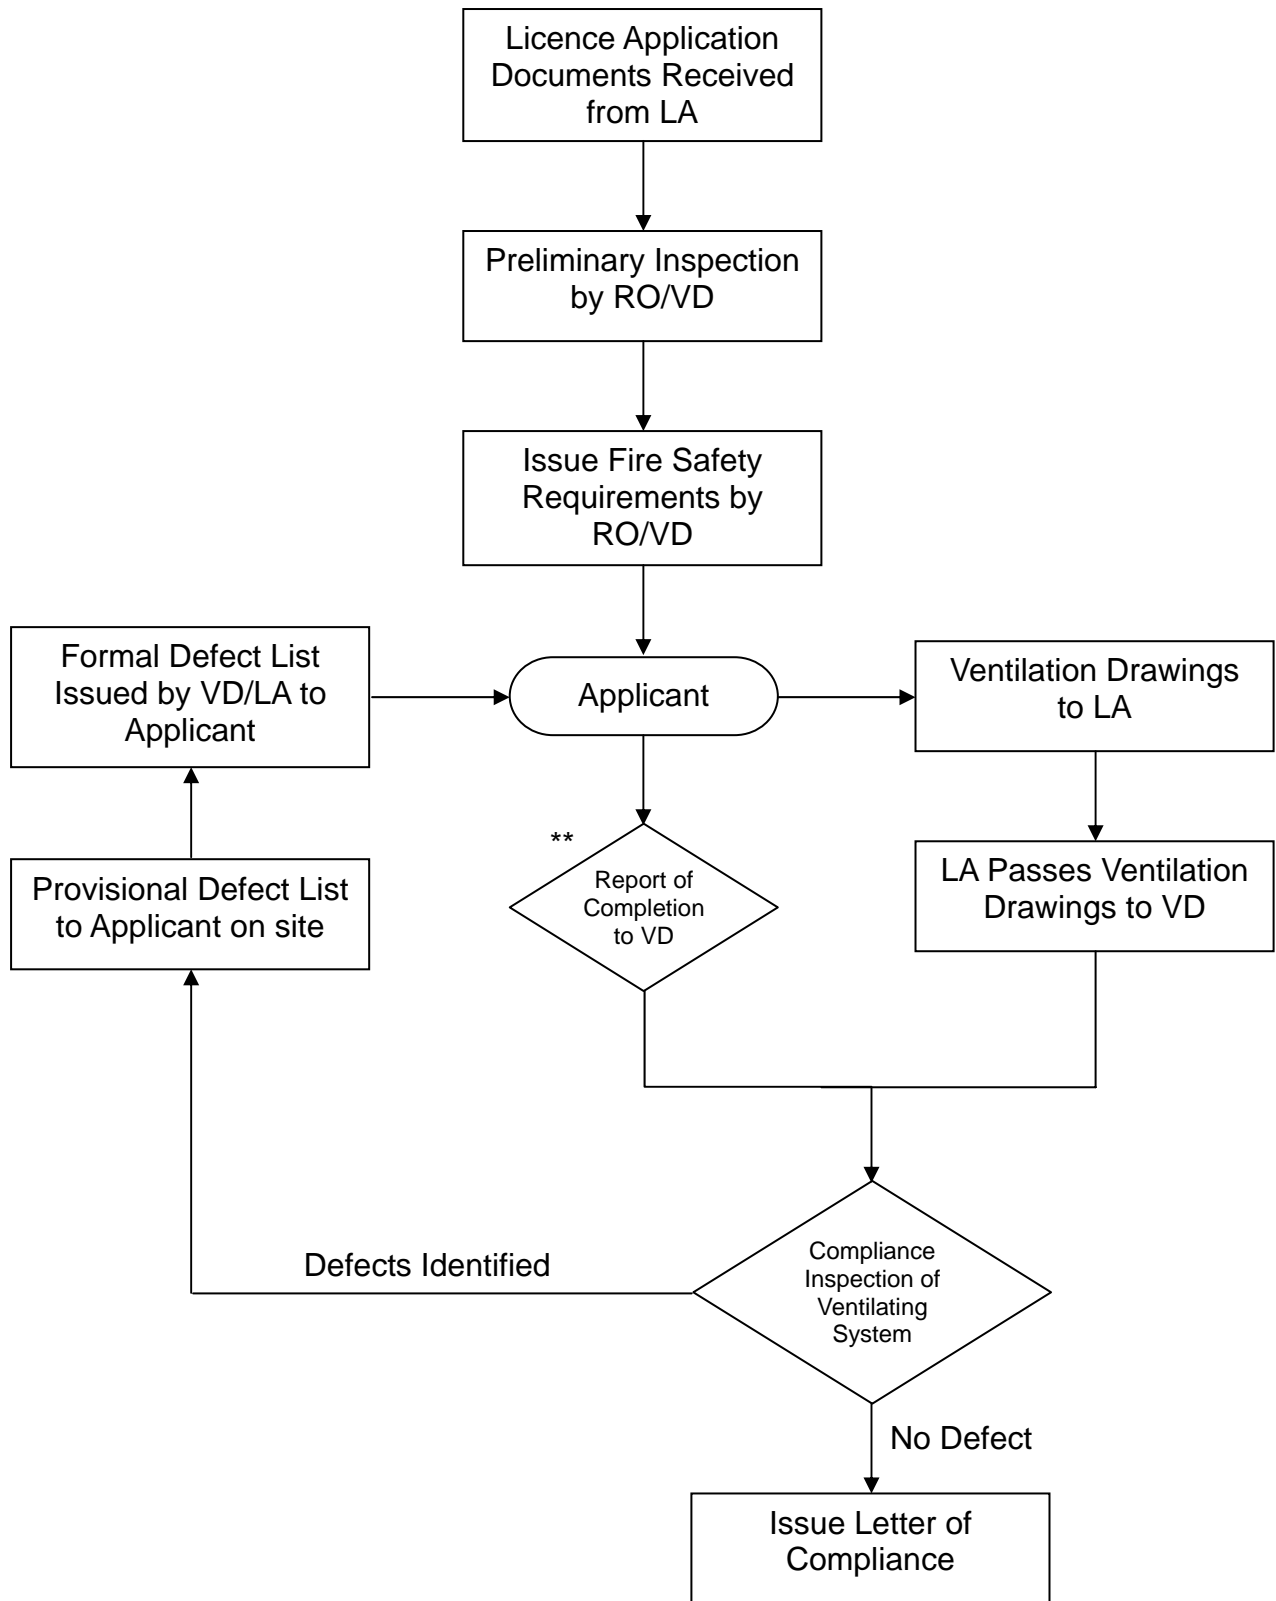 Licence Application
Documents Received
from LA
Preliminary Inspection
by RO/VD
Issue Fire Safety
Requirements by
RO/VD
Formal Defect List
Issued by VD/LA to
Applicant
Applicant
Ventilation Drawings
to LA
**
Report of
Completion
to VD
Provisional Defect List
to Applicant on site
LA Passes Ventilation
Drawings to VD
Defects Identified
Compliance
Inspection of
Ventilating
System
No Defect
Issue Letter of
Compliance